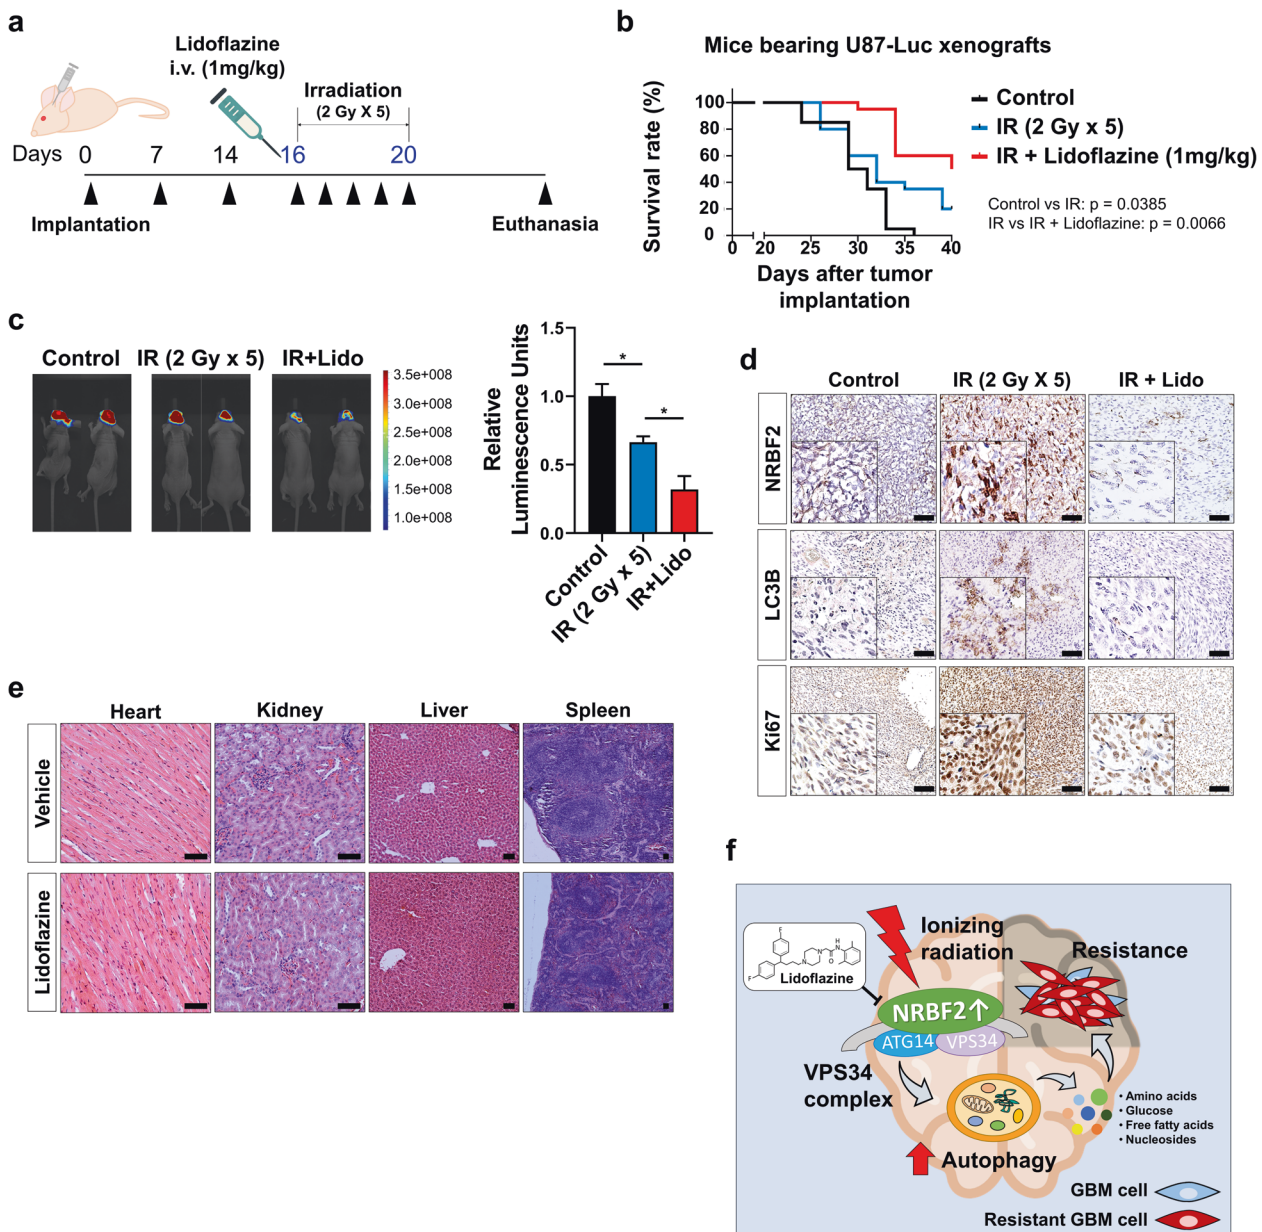 a
Lidoflazine
i.v. (1mg/kg)
Irradiation
(2 Gy X 5)
Days 0 7 14 16 20
Implantation
Euthanasia
b
Mice bearing U87-Luc xenografts
Survival rate (%)
100
80
60
40
20
0
0 20 25 30 35 40
Days after tumor
implantation
Control
IR (2 Gy x 5)
IR + Lidoflazine (1mg/kg)
Control vs IR: p = 0.0385
IR vs IR + Lidoflazine: p = 0.0066
c
Control IR (2 Gy x 5) IR+Lido
3.5e+008
3.0e+008
2.5e+008
2.0e+008
1.5e+008
1.0e+008
Relative
Luminescence Units
1.5
1.0
0.5
0.0
*
*
Control
IR (2 Gy x 5)
IR+Lido
d
Control IR (2 Gy X 5) IR + Lido
NRBF2
LC3B
Ki67
e
Heart Kidney Liver Spleen
Vehicle
Lidoflazine
f
Ionizing
radiation
Resistance
F
F
N
N
O
H
N
Lidoflazine
NRBF2↑
ATG14 VPS34
VPS34
complex
• Amino acids
• Glucose
• Free fatty acids
• Nucleosides
Autophagy
GBM cell
Resistant GBM cell